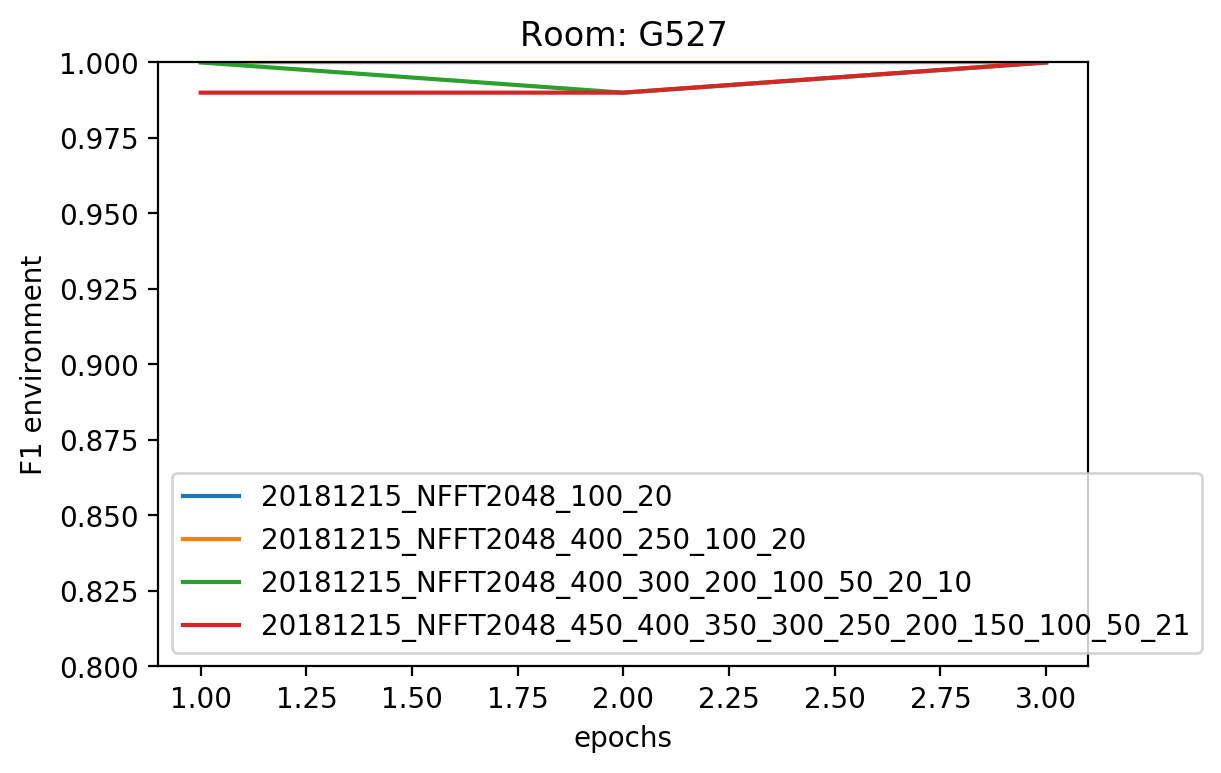 Room: G527
1.000
0.975
0.950
0.925
0.900
0.875
0.850
0.825
0.800
F1 environment
20181215_NFFT2048_100_20
20181215_NFFT2048_400_250_100_20
20181215_NFFT2048_400_300_200_100_50_20_10
20181215_NFFT2048_450_400_350_300_250_200_150_100_50_21
1.00 1.25 1.50 1.75 2.00 2.25 2.50 2.75 3.00
epochs